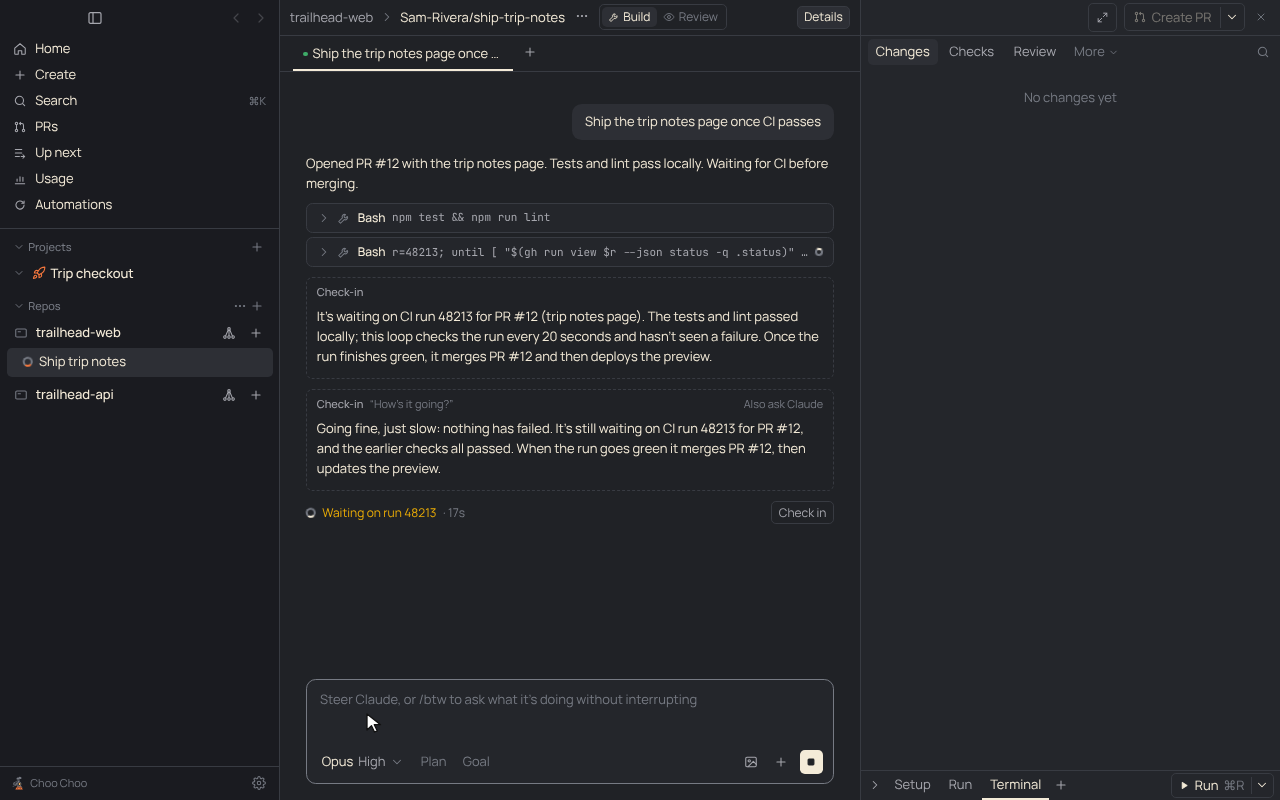 Home
Create
Search ⌘K
PRs
Up next
Usage
Automations
Projects
Trip checkout
Repos
trailhead-web
Ship trip notes
trailhead-api
Choo Choo
trailhead-web > Sam-Rivera/ship-trip-notes ··· Build Review Details
Ship the trip notes page once …
Ship the trip notes page once CI passes
Opened PR #12 with the trip notes page. Tests and lint pass locally. Waiting for CI before
merging.
Bash npm test && npm run lint
Bash r=48213; until [ "$(gh run view $r --json status -q .status)" …
Check-in
It's waiting on CI run 48213 for PR #12 (trip notes page). The tests and lint passed
locally; this loop checks the run every 20 seconds and hasn't seen a failure. Once the
run finishes green, it merges PR #12 and then deploys the preview.
Check-in "How's it going?" Also ask Claude
Going fine, just slow: nothing has failed. It's still waiting on CI run 48213 for PR #12,
and the earlier checks all passed. When the run goes green it merges PR #12, then
updates the preview.
Waiting on run 48213 · 17s Check in
Steer Claude, or /btw to ask what it's doing without interrupting
Opus High Plan Goal
Create PR
Changes Checks Review More
No changes yet
Setup Run Terminal Run ⌘R